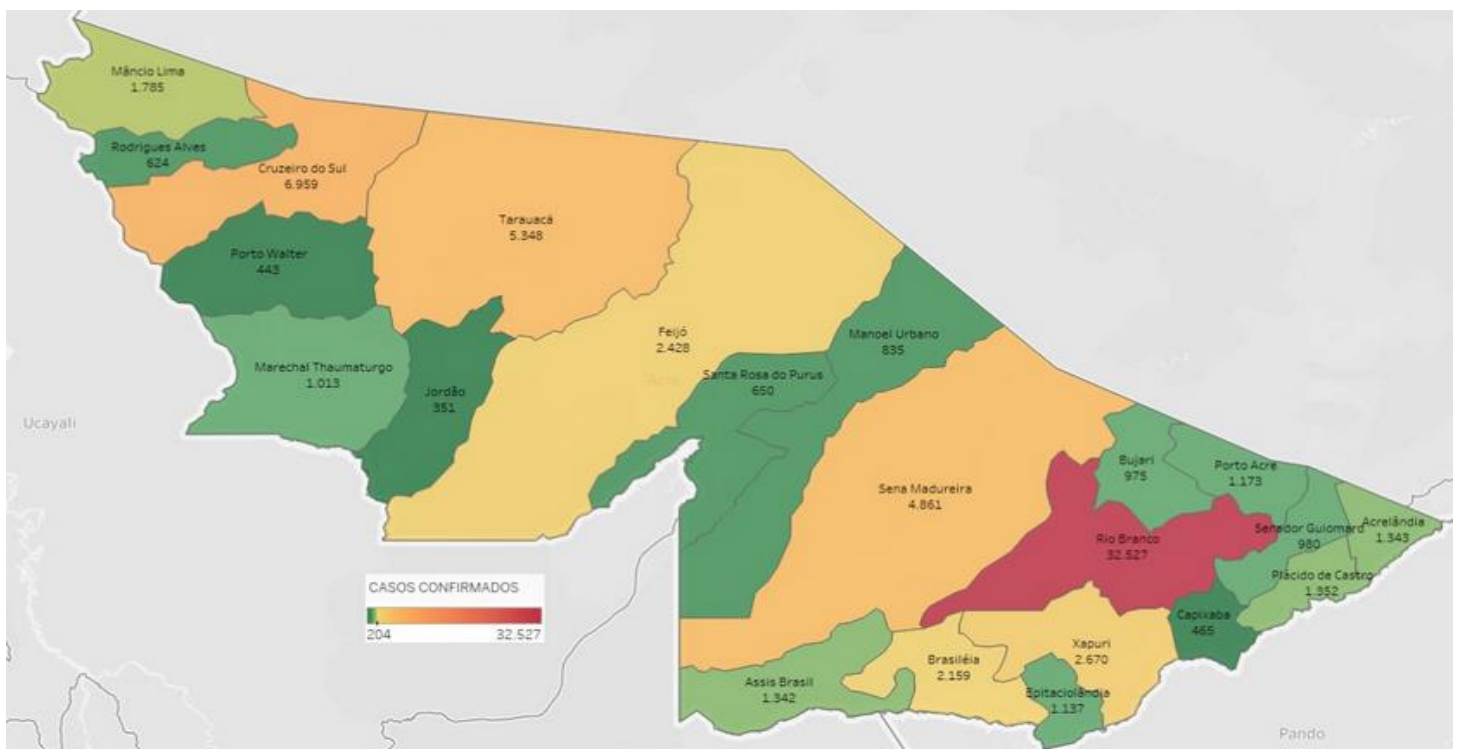 Mâncio Lima
1.785
Rodrigues Alves
624
Cruzeiro do Sul
6.959
Tarauacá
5.348
Porto Walter
443
Feijó
2.428
Manoel Urbano
835
Marechal Thaumaturgo
1.013
Jordão
351
Santa Rosa do Purus
650
Ucayali
Sena Madureira
4.861
Bujari
975
Porto Acre
1.173
Rio Branco
32.527
Senador Guiomard
980
Acrelândia
1.343
Plácido de Castro
1.352
Capixaba
465
CASOS CONFIRMADOS
204
32.527
Xapuri
2.670
Brasiléia
2.159
Assis Brasil
1.342
Epitaciolândia
1.137
Pando